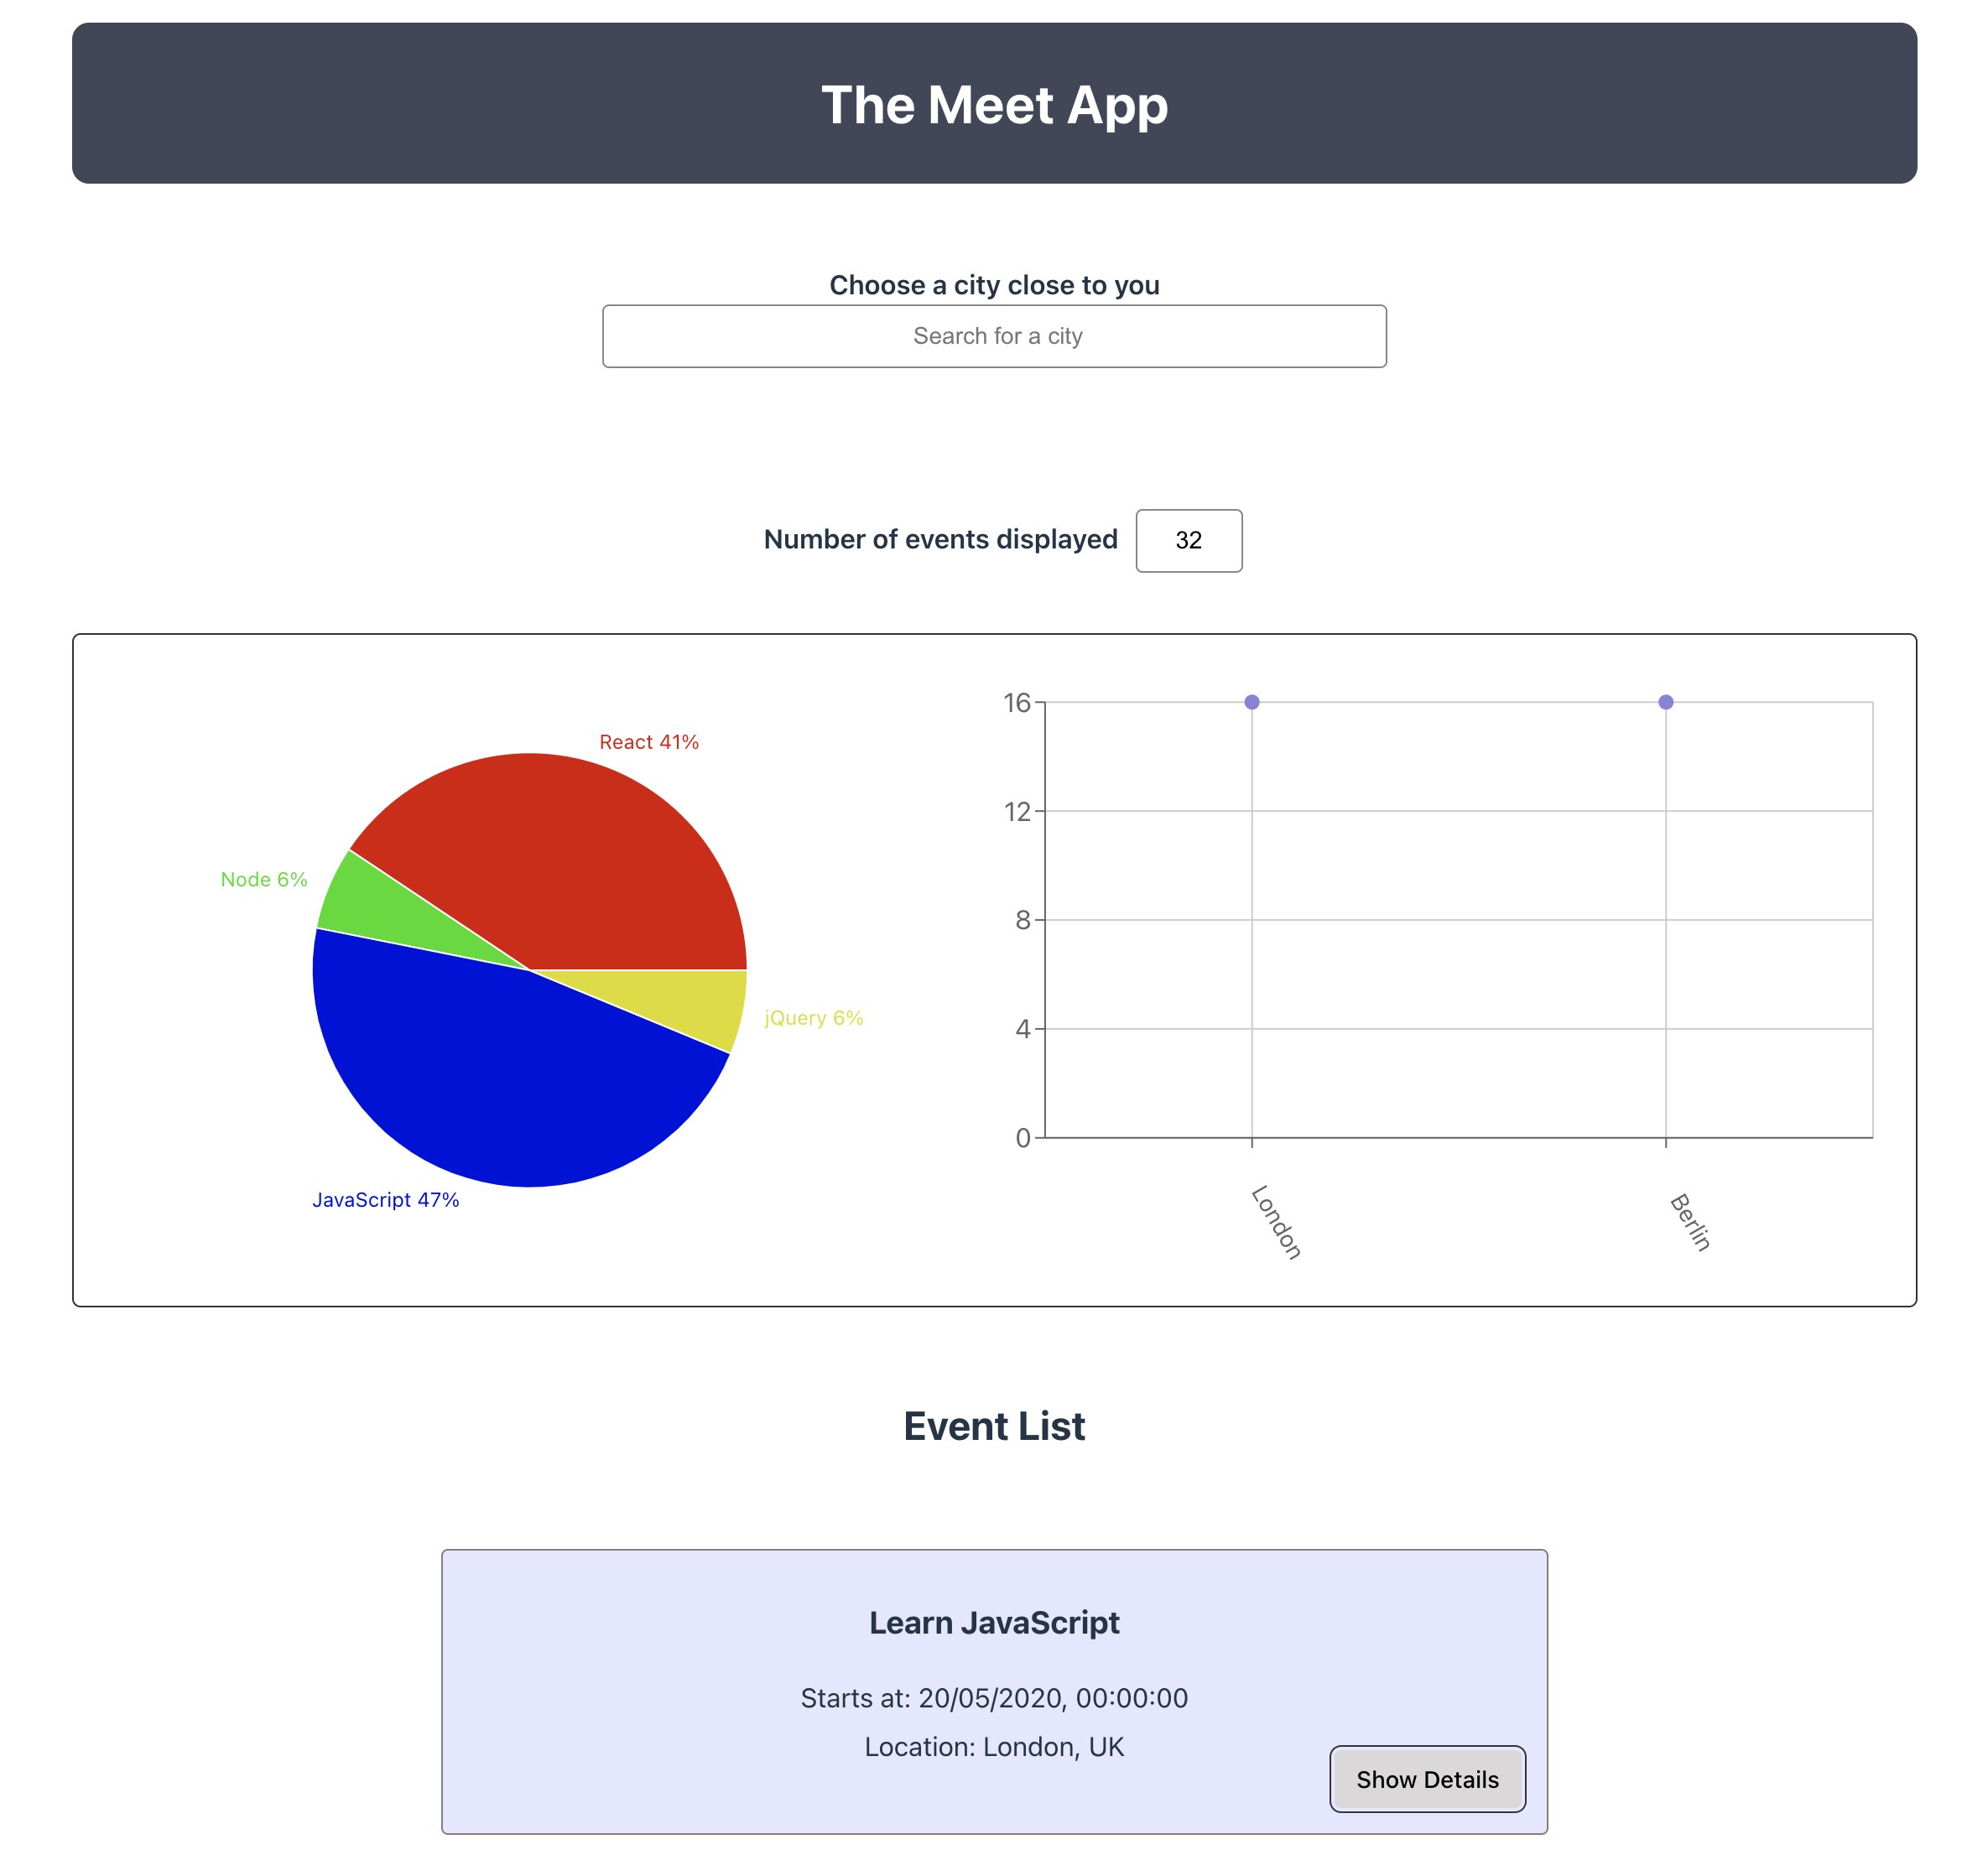 The Meet App
Choose a city close to you
Search for a city
Number of events displayed 32
React 41%
Node 6%
jQuery 6%
JavaScript 47%
16
12
8
4
0
London
Berlin
Event List
Learn JavaScript
Starts at: 20/05/2020, 00:00:00
Location: London, UK
Show Details